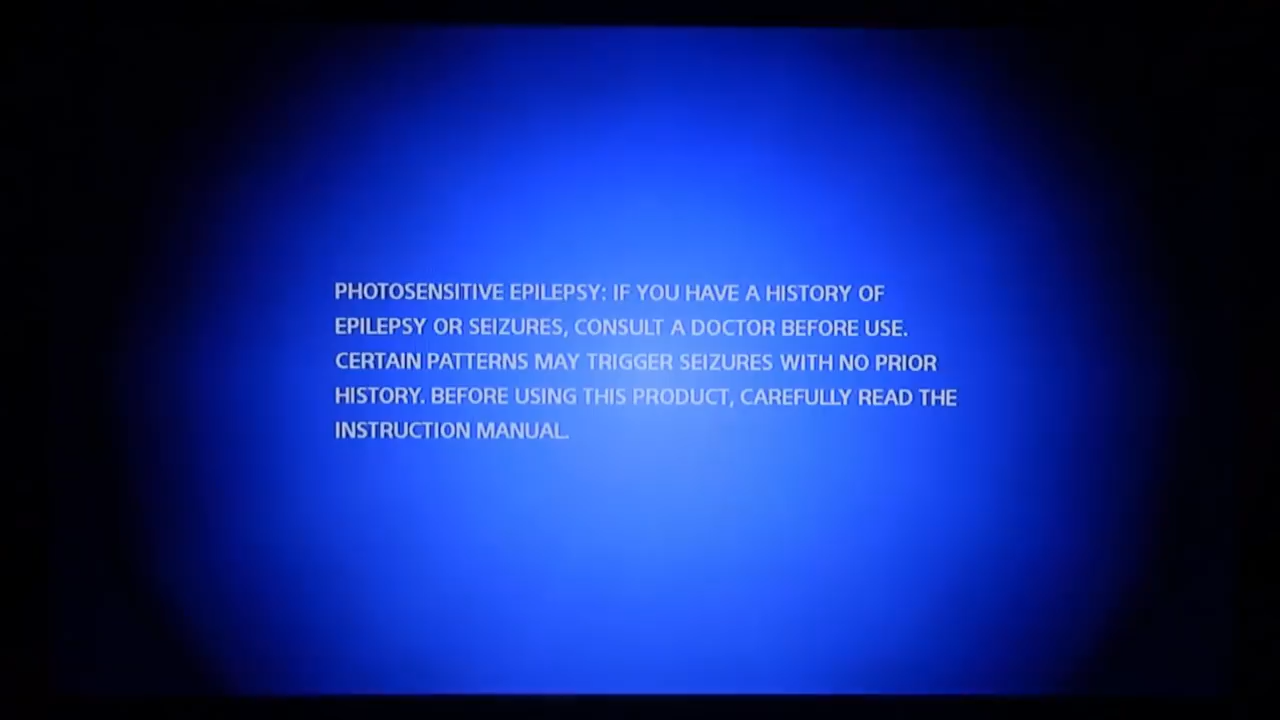 PHOTOSENSITIVE EPILEPSY: IF YOU HAVE A HISTORY OF
EPILEPSY OR SEIZURES, CONSULT A DOCTOR BEFORE USE.
CERTAIN PATTERNS MAY TRIGGER SEIZURES WITH NO PRIOR
HISTORY. BEFORE USING THIS PRODUCT, CAREFULLY READ THE
INSTRUCTION MANUAL.